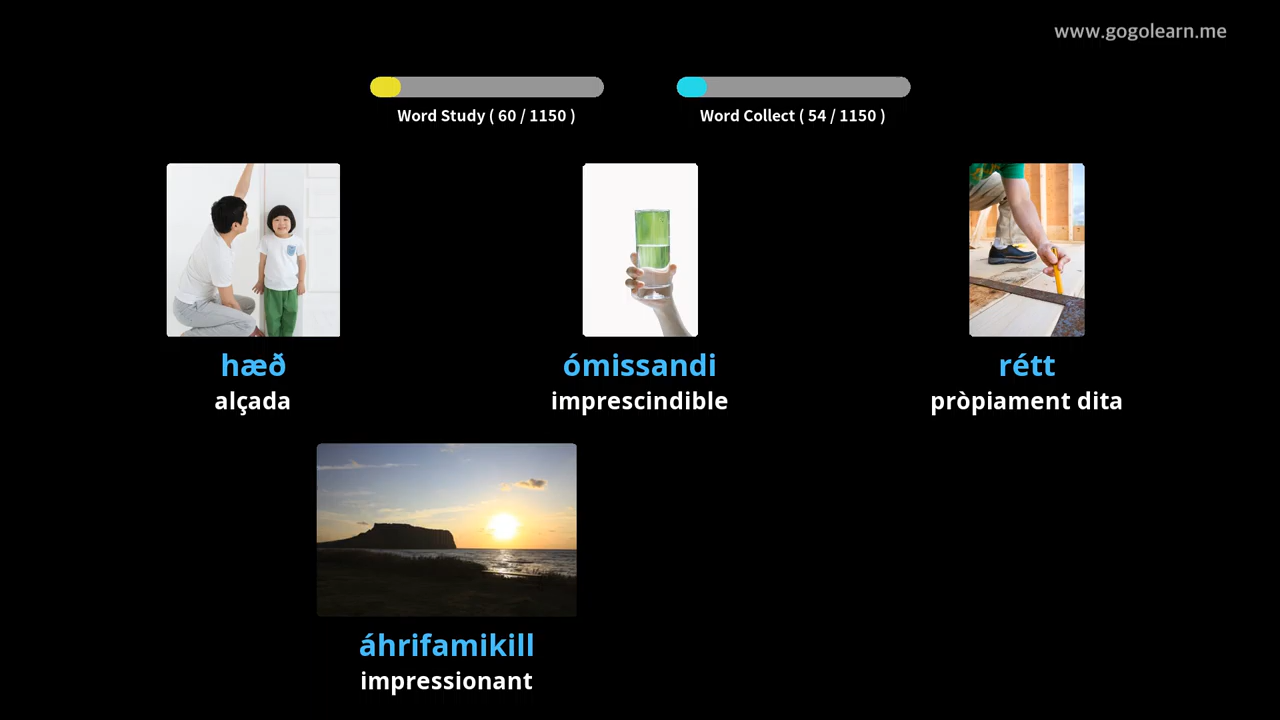 www.gogolearn.me
Word Study ( 60 / 1150 )
Word Collect ( 54 / 1150 )
hæð
alçada
ómissandi
imprescindible
rétt
pròpiament dita
áhrifamikill
impressionant